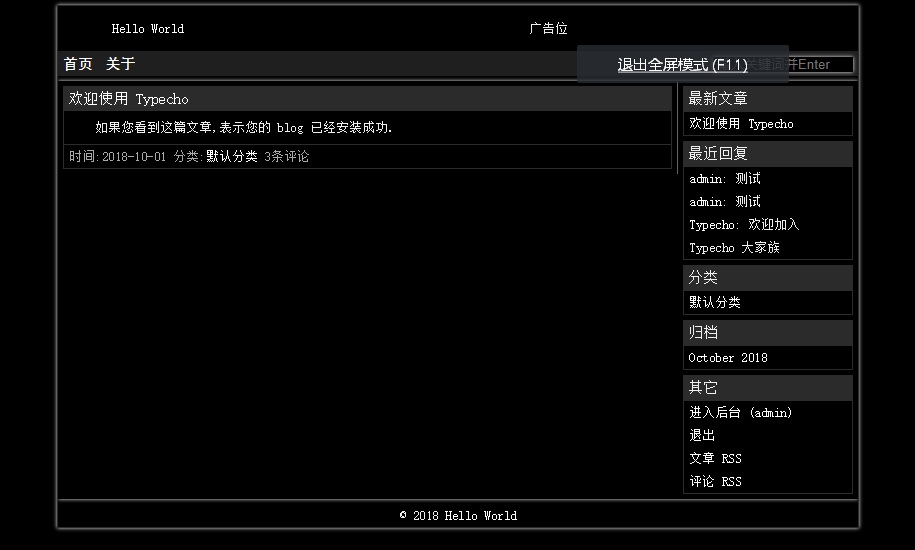 Hello World
广告位
首页 关于
退出全屏模式 (F11)
关键词并Enter
欢迎使用 Typecho
如果您看到这篇文章,表示您的 blog 已经安装成功.
时间:2018-10-01 分类:默认分类 3条评论
最新文章
欢迎使用 Typecho
最近回复
admin: 测试
admin: 测试
Typecho: 欢迎加入
Typecho 大家族
分类
默认分类
归档
October 2018
其它
进入后台 (admin)
退出
文章 RSS
评论 RSS
© 2018 Hello World